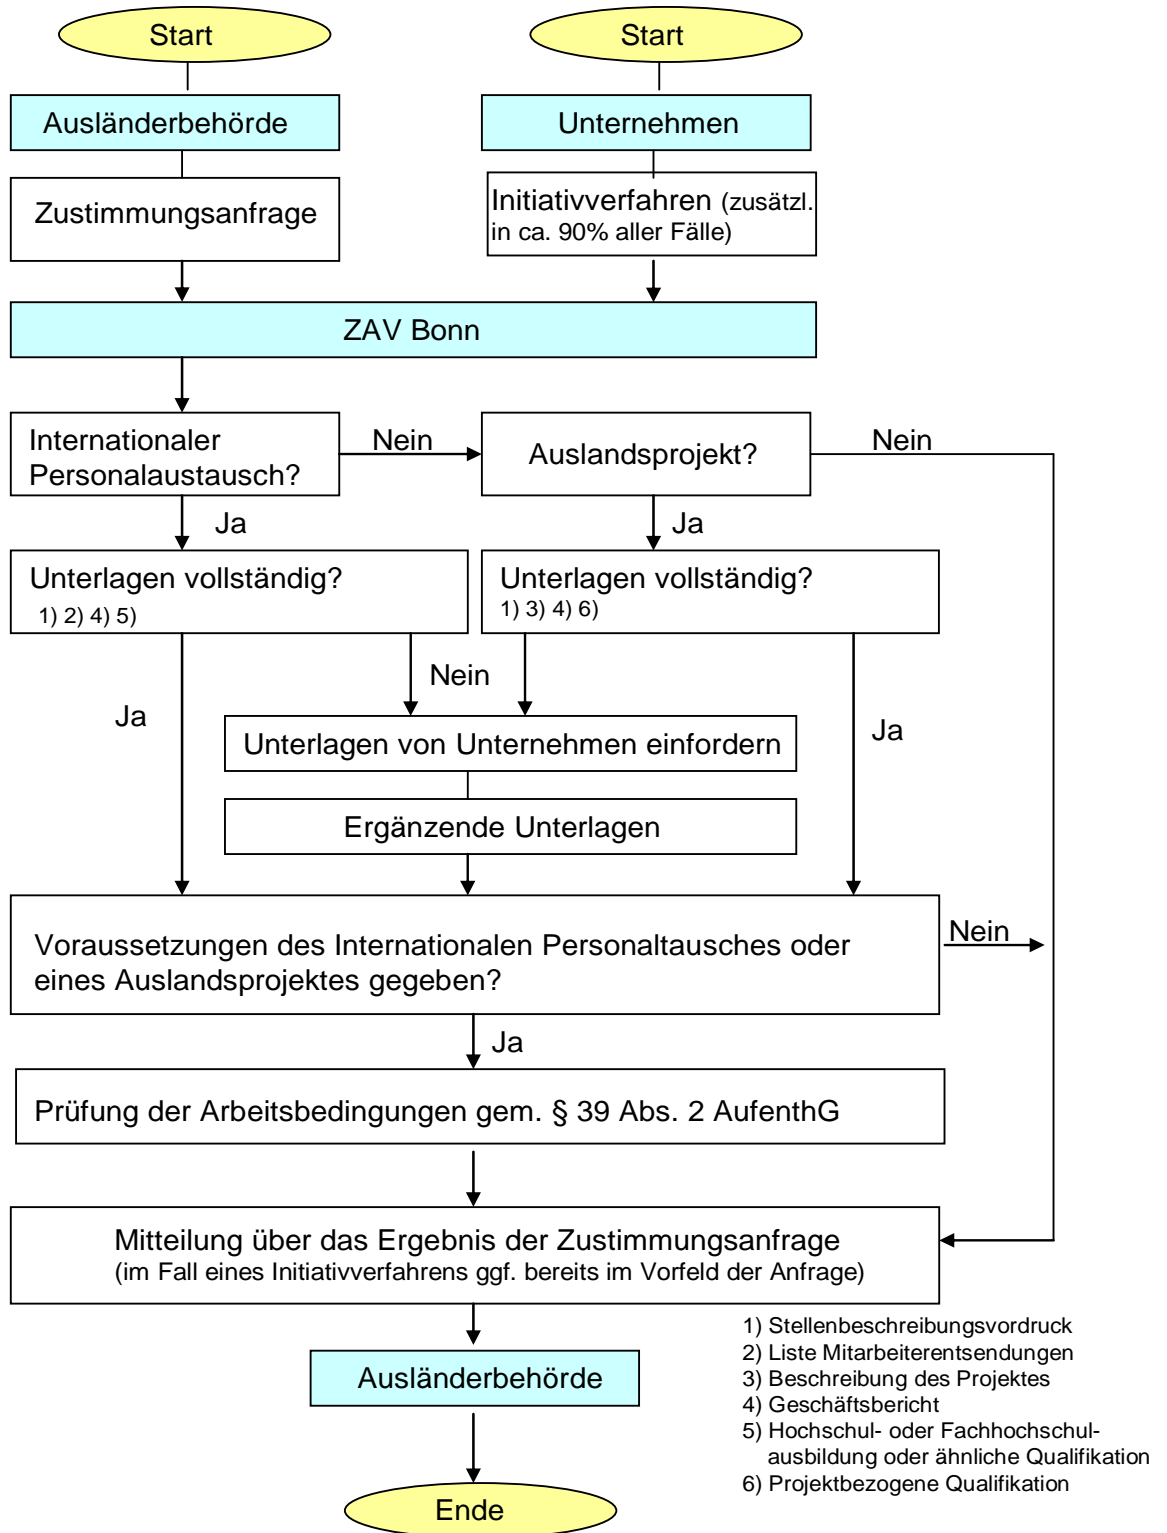 Start
Start
Ausländerbehörde
Unternehmen
Zustimmungsanfrage
Initiativverfahren (zusätzl.
in ca. 90% aller Fälle)
ZAV Bonn
Internationaler
Personalaustausch?
Nein
Auslandsprojekt?
Nein
Ja
Ja
Unterlagen vollständig?
1) 2) 4) 5)
Unterlagen vollständig?
1) 3) 4) 6)
Nein
Ja
Ja
Unterlagen von Unternehmen einfordern
Ergänzende Unterlagen
Voraussetzungen des Internationalen Personaltausches oder
eines Auslandsprojektes gegeben?
Nein
Ja
Prüfung der Arbeitsbedingungen gem. § 39 Abs. 2 AufenthG
Mitteilung über das Ergebnis der Zustimmungsanfrage
(im Fall eines Initiativverfahrens ggf. bereits im Vorfeld der Anfrage)
Ausländerbehörde
Ende
1) Stellenbeschreibungsvordruck
2) Liste Mitarbeiterentsendungen
3) Beschreibung des Projektes
4) Geschäftsbericht
5) Hochschul- oder Fachhochschul-
ausbildung oder ähnliche Qualifikation
6) Projektbezogene Qualifikation